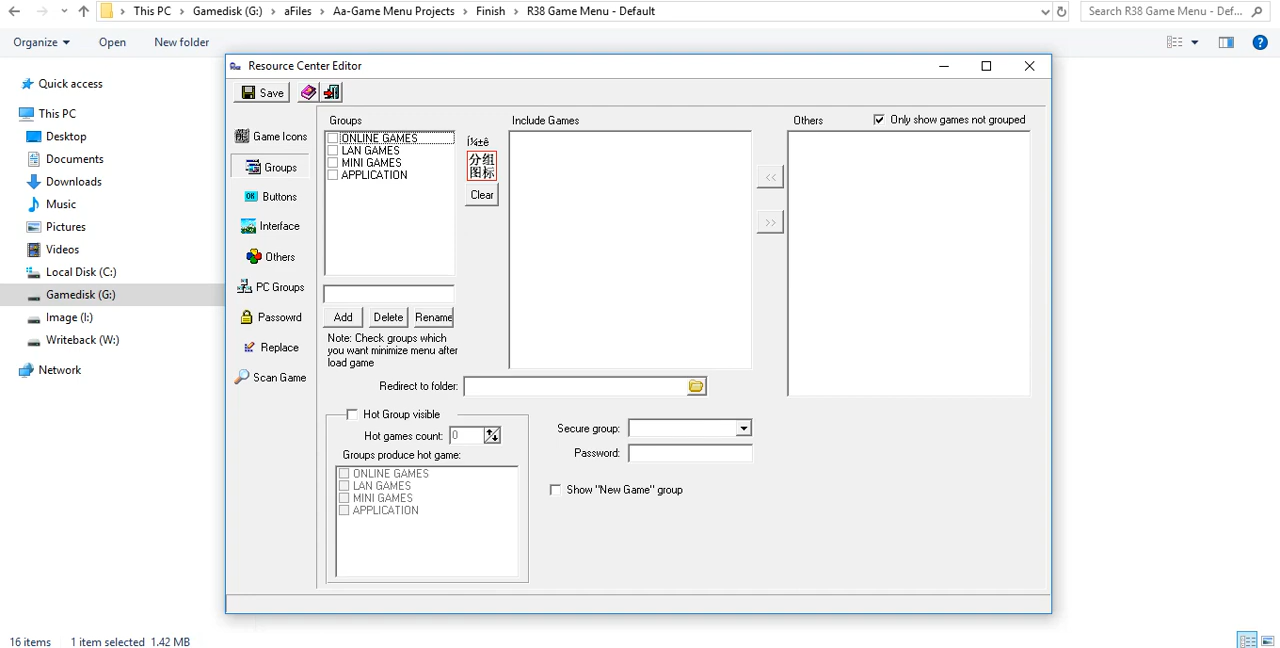 This PC > Gamedisk (G:) > aFiles > Aa-Game Menu Projects > Finish > R38 Game Menu - Default
Search R38 Game Menu - Def...
Organize
Open
New folder
Quick access
This PC
Desktop
Documents
Downloads
Music
Pictures
Videos
Local Disk (C:)
Gamedisk (G:)
Image (I:)
Writeback (W:)
Network
Resource Center Editor
Save
Game Icons
Groups
OK Buttons
Interface
Others
PC Groups
Passowrd
Replace
Scan Game
Groups
ONLINE GAMES
LAN GAMES
MINI GAMES
APPLICATION
Í¼±ê
分组
图标
Clear
Add
Delete
Rename
Note: Check groups which
you want minimize menu after
load game
Include Games
<<
>>
Others
Only show games not grouped
Redirect to folder:
Hot Group visible
Hot games count: 0
Groups produce hot game:
ONLINE GAMES
LAN GAMES
MINI GAMES
APPLICATION
Secure group:
Password:
Show "New Game" group
16 items
1 item selected 1.42 MB